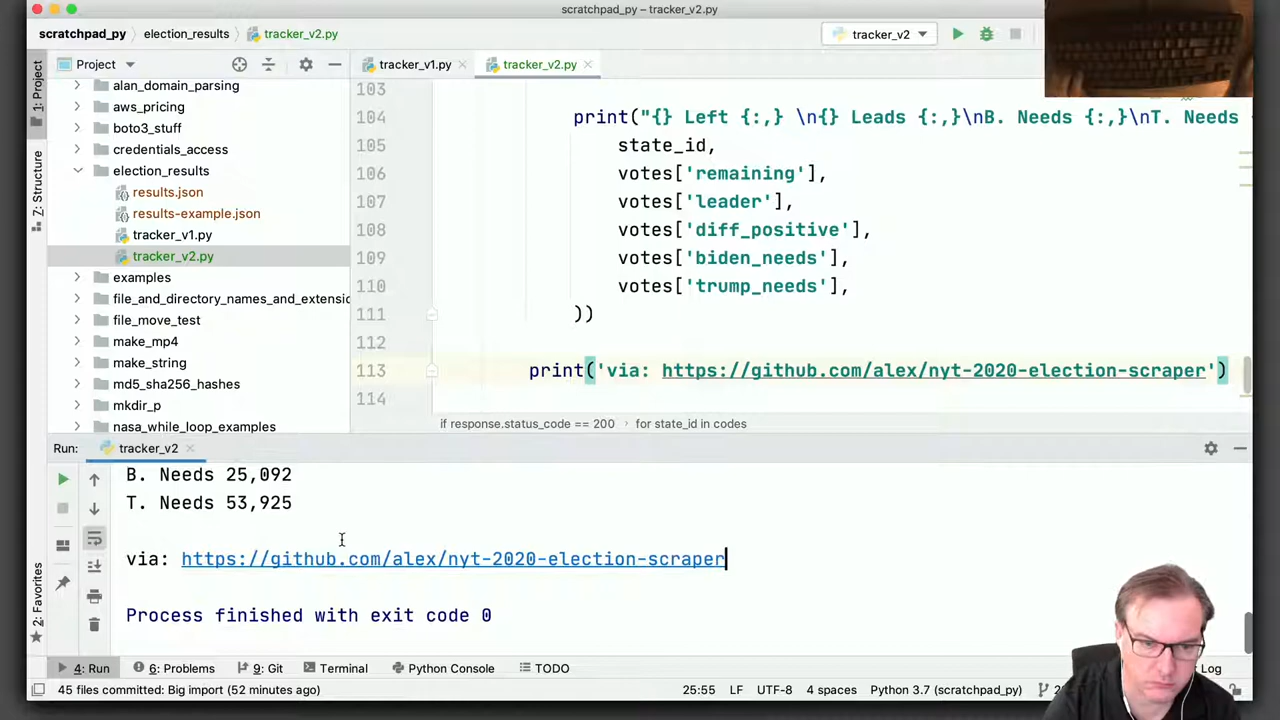 scratchpad_py – tracker_v2.py
scratchpad_py election_results tracker_v2.py
tracker_v2
Project
tracker_v1.py
tracker_v2.py
1: Project
Z: Structure
2: Favorites
alan_domain_parsing
aws_pricing
boto3_stuff
credentials_access
election_results
results.json
results-example.json
tracker_v1.py
tracker_v2.py
examples
file_and_directory_names_and_extensio
file_move_test
make_mp4
make_string
md5_sha256_hashes
mkdir_p
nasa_while_loop_examples
103
104 print("{} Left {:,} \n{} Leads {:,}\nB. Needs {:,}\nT. Needs
105 state_id,
106 votes['remaining'],
107 votes['leader'],
108 votes['diff_positive'],
109 votes['biden_needs'],
110 votes['trump_needs'],
111 ))
112
113 print('via: https://github.com/alex/nyt-2020-election-scraper')
114
if response.status_code == 200 for state_id in codes
Run: tracker_v2
B. Needs 25,092
T. Needs 53,925
via: https://github.com/alex/nyt-2020-election-scraper
Process finished with exit code 0
4: Run 6: Problems 9: Git Terminal Python Console TODO Log
45 files committed: Big import (52 minutes ago) 25:55 LF UTF-8 4 spaces Python 3.7 (scratchpad_py)